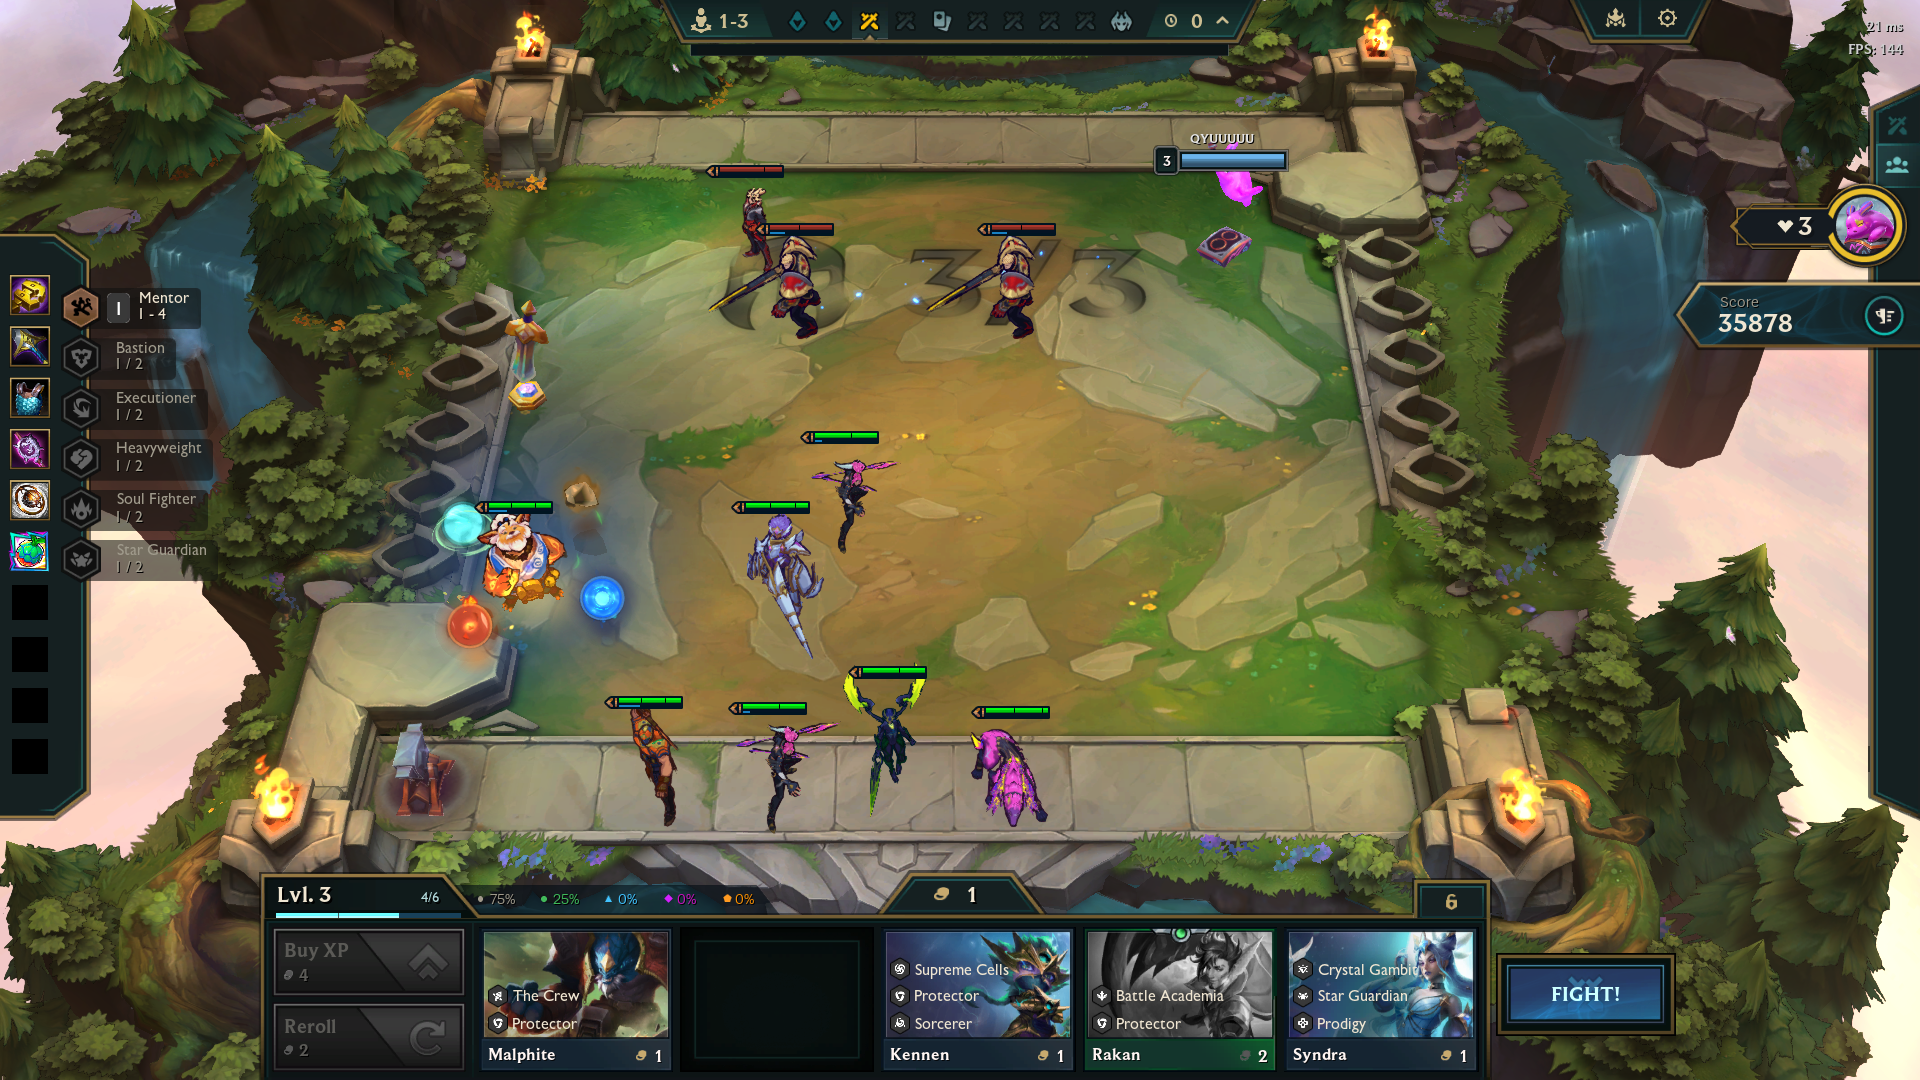 1-3
0
21 ms
FPS: 144
QYUUUUU
3
3
Score
35878
3/3
I
Mentor
1 - 4
Bastion
1 / 2
Executioner
1 / 2
Heavyweight
1 / 2
Soul Fighter
1 / 2
Star Guardian
1 / 2
Lvl. 3
4/6
75%
25%
0%
0%
0%
1
6
Buy XP
4
Reroll
2
The Crew
Protector
Malphite
1
Supreme Cells
Protector
Sorcerer
Kennen
1
Battle Academia
Protector
Rakan
2
Crystal Gambit
Star Guardian
Prodigy
Syndra
1
FIGHT!